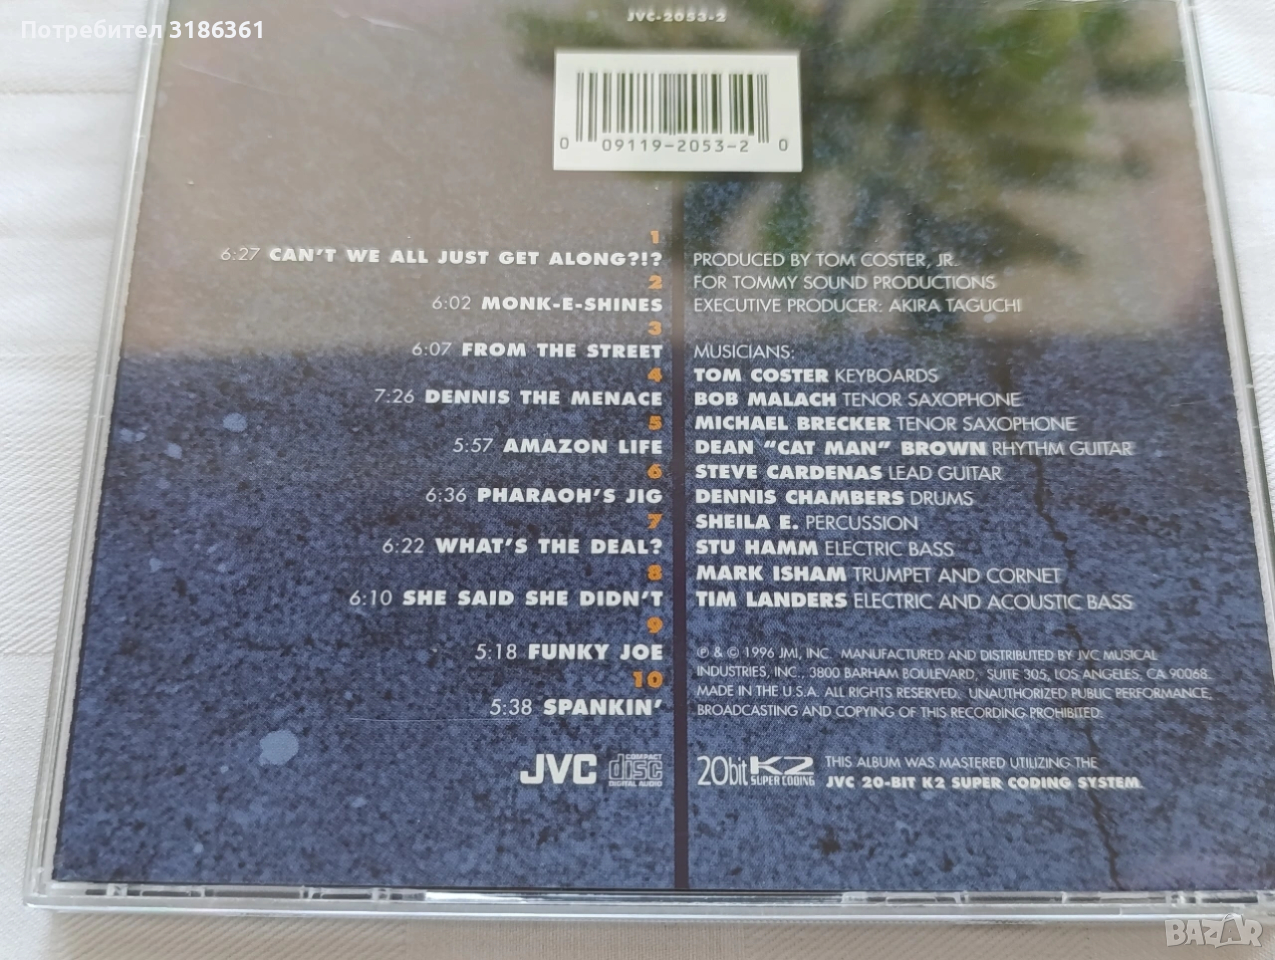 Потребител 3186361
JVC-2053-2
0 09119-2053-2 0
1
6:27 CAN'T WE ALL JUST GET ALONG?!?
2
6:02 MONK-E-SHINES
3
6:07 FROM THE STREET
4
7:26 DENNIS THE MENACE
5
5:57 AMAZON LIFE
6
6:36 PHARAOH'S JIG
7
6:22 WHAT'S THE DEAL?
8
6:10 SHE SAID SHE DIDN'T
9
5:18 FUNKY JOE
10
5:38 SPANKIN'
JVC COMPACT disc DIGITAL AUDIO
PRODUCED BY TOM COSTER, JR.
FOR TOMMY SOUND PRODUCTIONS
EXECUTIVE PRODUCER: AKIRA TAGUCHI
MUSICIANS:
TOM COSTER KEYBOARDS
BOB MALACH TENOR SAXOPHONE
MICHAEL BRECKER TENOR SAXOPHONE
DEAN "CAT MAN" BROWN RHYTHM GUITAR
STEVE CARDENAS LEAD GUITAR
DENNIS CHAMBERS DRUMS
SHEILA E. PERCUSSION
STU HAMM ELECTRIC BASS
MARK ISHAM TRUMPET AND CORNET
TIM LANDERS ELECTRIC AND ACOUSTIC BASS
℗ & © 1996 JMI, INC. MANUFACTURED AND DISTRIBUTED BY JVC MUSICAL
INDUSTRIES, INC., 3800 BARHAM BOULEVARD, SUITE 305, LOS ANGELES, CA 90068.
MADE IN THE U.S.A. ALL RIGHTS RESERVED. UNAUTHORIZED PUBLIC PERFORMANCE,
BROADCASTING AND COPYING OF THIS RECORDING PROHIBITED.
20bit K2 SUPER CODING
THIS ALBUM WAS MASTERED UTILIZING THE
JVC 20-BIT K2 SUPER CODING SYSTEM.
BAZAR